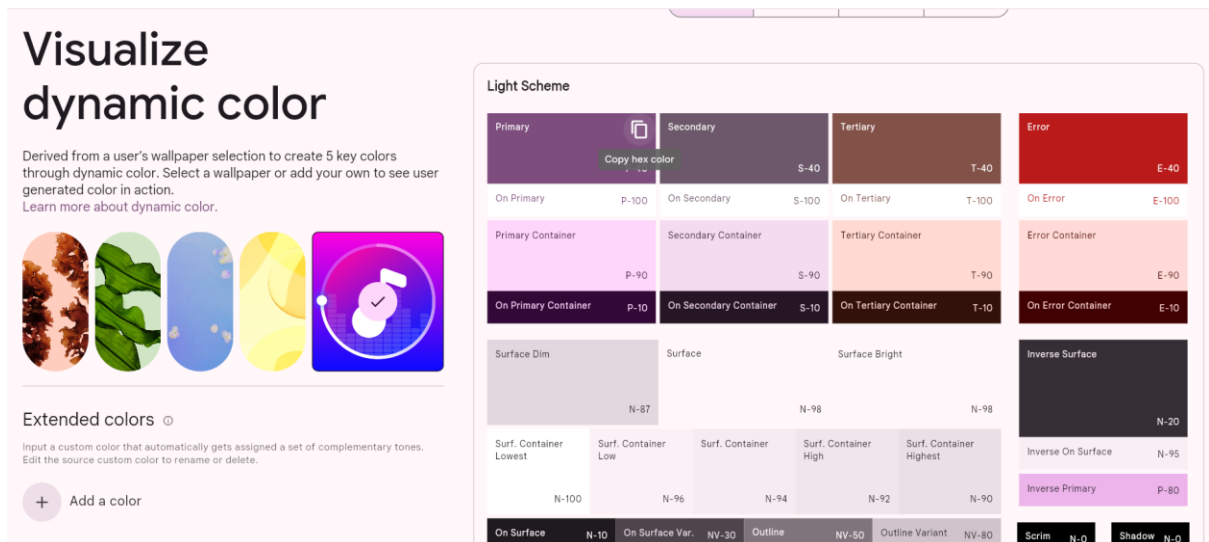 Visualize
dynamic color
Derived from a user's wallpaper selection to create 5 key colors
through dynamic color. Select a wallpaper or add your own to see user
generated color in action.
Learn more about dynamic color.
Extended colors
Input a custom color that automatically gets assigned a set of complementary tones.
Edit the source custom color to rename or delete.
+ Add a color
Light Scheme
Primary
Copy hex color
Secondary
S-40
Tertiary
T-40
Error
E-40
On Primary P-100
On Secondary S-100
On Tertiary T-100
On Error E-100
Primary Container
P-90
Secondary Container
S-90
Tertiary Container
T-90
Error Container
E-90
On Primary Container P-10
On Secondary Container S-10
On Tertiary Container T-10
On Error Container E-10
Surface Dim
N-87
Surface
N-98
Surface Bright
N-98
Inverse Surface
N-20
Surf. Container
Lowest
N-100
Surf. Container
Low
N-96
Surf. Container
N-94
Surf. Container
High
N-92
Surf. Container
Highest
N-90
Inverse On Surface N-95
Inverse Primary P-80
On Surface N-10
On Surface Var. NV-30
Outline NV-50
Outline Variant NV-80
Scrim N-0
Shadow N-0